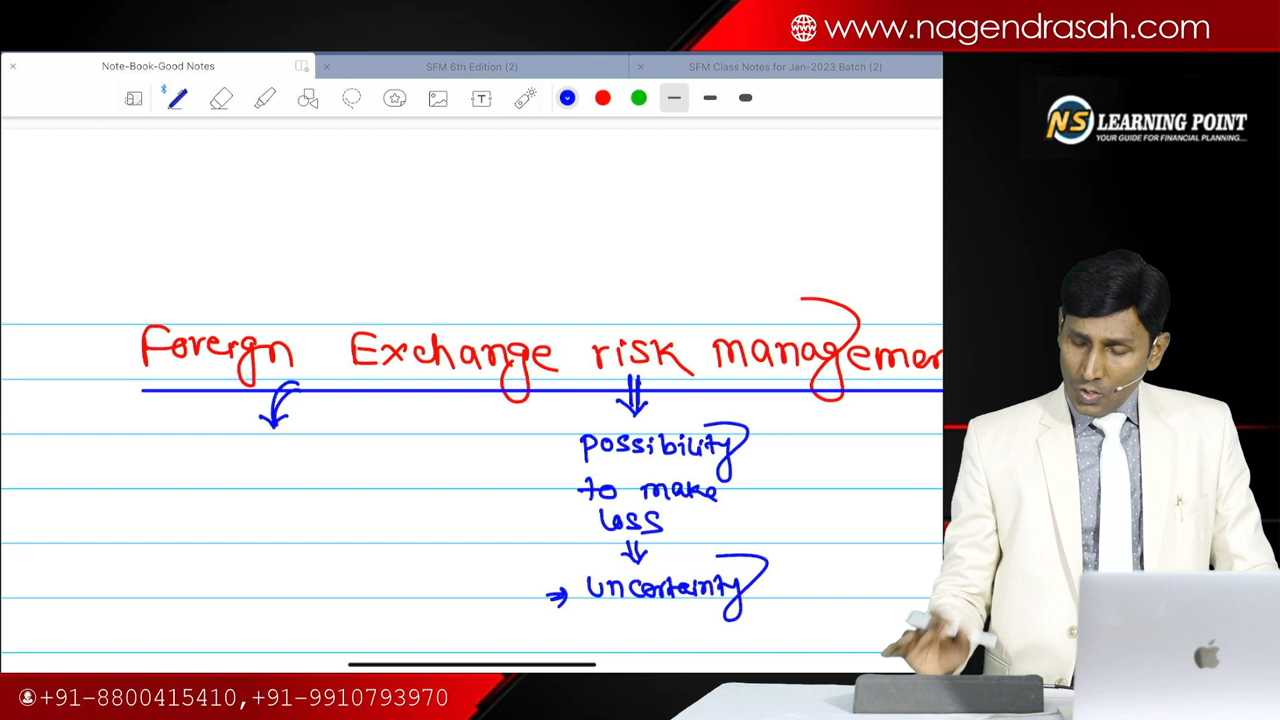 www.nagendrasah.com
Note-Book-Good Notes
SFM 6th Edition (2)
SFM Class Notes for Jan-2023 Batch (2)
NS LEARNING POINT
YOUR GUIDE FOR FINANCIAL PLANNING....
Foreign Exchange risk managemen
possibility
to make
loss
uncertainty
+91-8800415410,+91-9910793970